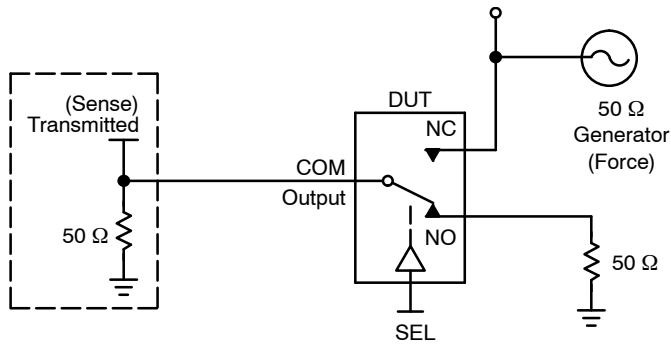 (Sense)
Transmitted
50 Ω
COM
Output
DUT
NC
NO
SEL
50 Ω
Generator
(Force)
50 Ω